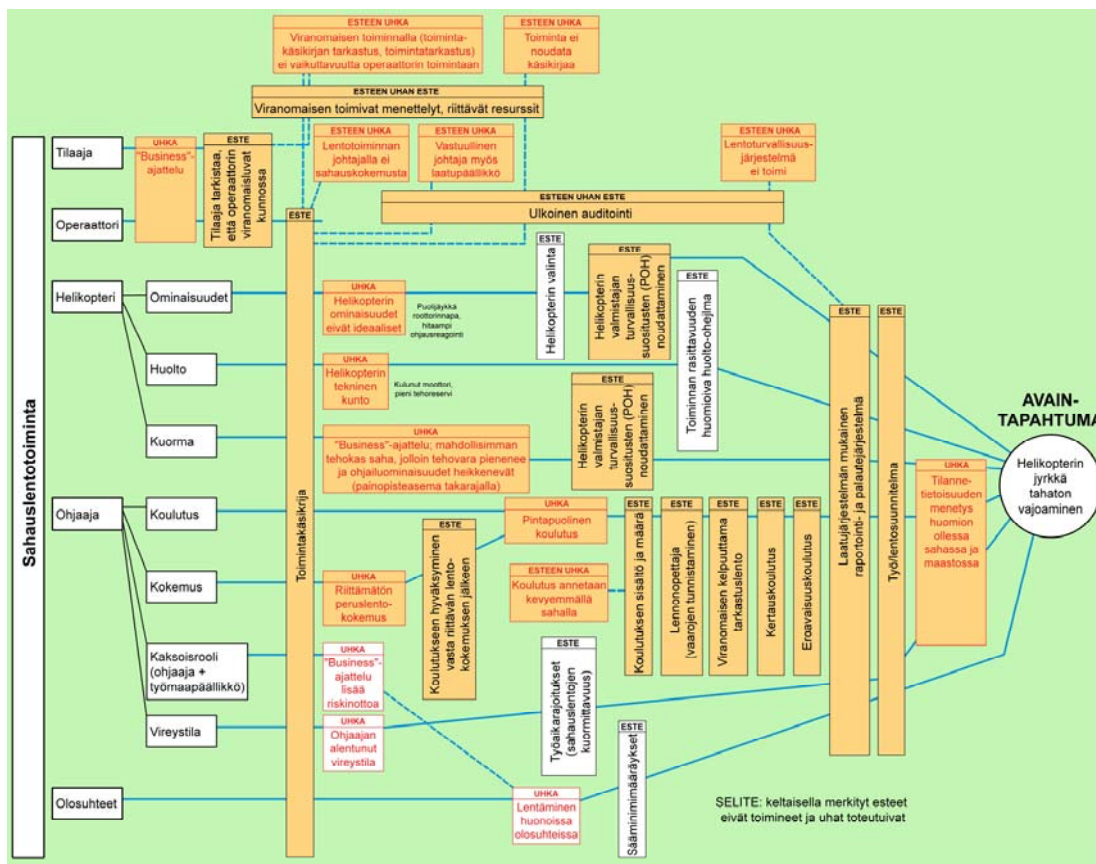 ESTEEN UHKA
Viranomaisen toiminnalla (toiminta-
käsikirjan tarkastus, toimintatarkastus)
ei vaikuttavuutta operaattorin toimintaan
ESTEEN UHKA
Toiminta ei
noudata
käsikirjaa
ESTEEN UHAN ESTE
Viranomaisen toimivat menettelyt, riittävät resurssit
Sahauslentotoiminta
Tilaaja
Operaattori
UHKA
"Business"-
ajattelu
ESTE
Tilaaja tarkistaa,
että operaattorin
viranomaisluvat
kunnossa
ESTEEN UHKA
Lentotoiminnan
johtajalla ei
sahauskokemusta
ESTEEN UHKA
Vastuullinen
johtaja myös
laatupäällikkö
ESTEEN UHKA
Lentoturvallisuus-
järjestelmä
ei toimi
ESTEEN UHAN ESTE
Ulkoinen auditointi
ESTE
Toimintakäsikrija
Helikopteri
Ominaisuudet
UHKA
Helikopterin
ominaisuudet
eivät ideaaliset
Puolijäykkä
roottorinnapa,
hitaampi
ohjausreagointi
ESTE
Helikopterin valinta
ESTE
Helikopterin
valmistajan
turvallisuus-
suositusten (POH)
noudattaminen
ESTE
Toiminnan rasittavuuden
huomioiva huolto-ohejlma
Huolto
UHKA
Helikopterin
tekninen
kunto
Kulunut moottori,
pieni tehoreservi
Kuorma
UHKA
"Business"-ajattelu; mahdollisimman
tehokas saha, jolloin tehovara pienenee
ja ohjailuominaisuudet heikkenevät
(painopisteasema takarajalla)
ESTE
Helikopterin
valmistajan
turvallisuus-
suositusten (POH)
noudattaminen
ESTE
Laatujärjestelmän mukainen
raportointi- ja palautejärjestelmä
ESTE
Työ/lentosuunnitelma
UHKA
Tilanne-
tietoisuuden
menetys
huomion
ollessa
sahassa ja
maastossa
AVAIN-
TAPAHTUMA
Helikopterin
jyrkkä
tahaton
vajoaminen
Ohjaaja
Koulutus
UHKA
Pintapuolinen
koulutus
Kokemus
UHKA
Riittämätön
peruslento-
kokemus
ESTE
Koulutukseen hyväksyminen
vasta riittävän lento-
kokemuksen jälkeen
ESTEEN UHKA
Koulutus annetaan
kevyemmällä
sahalla
ESTE
Koulutuksen sisältö ja määrä
ESTE
Lennonopettaja
(vaarojen tunnistaminen)
ESTE
Viranomaisen kelpuuttama
tarkastuslento
ESTE
Kertauskoulutus
ESTE
Eroavaisuuskoulutus
Kaksoisrooli
(ohjaaja +
työmaapäällikkö)
UHKA
"Business"-
ajattelu
lisää
riskinottoa
Vireystila
UHKA
Ohjaajan
alentunut
vireystila
ESTE
Työaikarajoitukset
(sahauslentojen
kuormittavuus)
Olosuhteet
UHKA
Lentäminen
huonoissa
olosuhteissa
ESTE
Sääminimimääräykset
SELITE: keltaisella merkityt esteet
eivät toimineet ja uhat toteutuivat